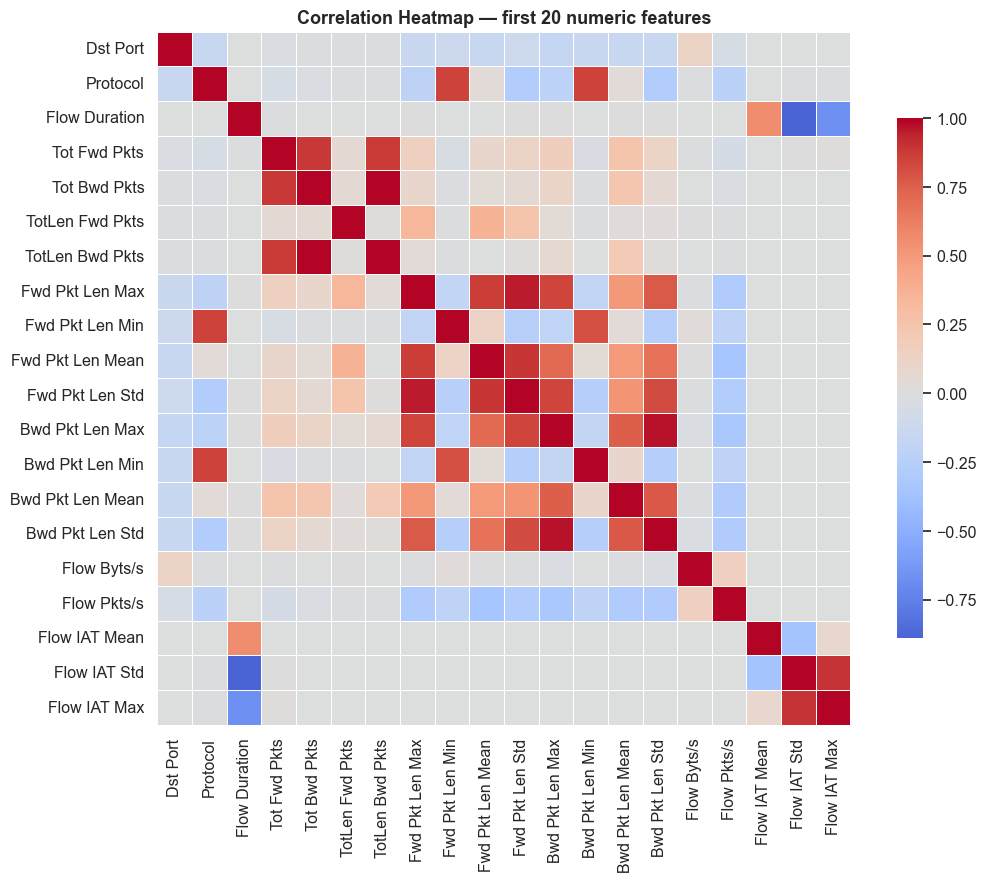 Correlation Heatmap — first 20 numeric features
Dst Port
Protocol
Flow Duration
Tot Fwd Pkts
Tot Bwd Pkts
TotLen Fwd Pkts
TotLen Bwd Pkts
Fwd Pkt Len Max
Fwd Pkt Len Min
Fwd Pkt Len Mean
Fwd Pkt Len Std
Bwd Pkt Len Max
Bwd Pkt Len Min
Bwd Pkt Len Mean
Bwd Pkt Len Std
Flow Byts/s
Flow Pkts/s
Flow IAT Mean
Flow IAT Std
Flow IAT Max
Dst Port
Protocol
Flow Duration
Tot Fwd Pkts
Tot Bwd Pkts
TotLen Fwd Pkts
TotLen Bwd Pkts
Fwd Pkt Len Max
Fwd Pkt Len Min
Fwd Pkt Len Mean
Fwd Pkt Len Std
Bwd Pkt Len Max
Bwd Pkt Len Min
Bwd Pkt Len Mean
Bwd Pkt Len Std
Flow Byts/s
Flow Pkts/s
Flow IAT Mean
Flow IAT Std
Flow IAT Max
1.00
0.75
0.50
0.25
0.00
−0.25
−0.50
−0.75